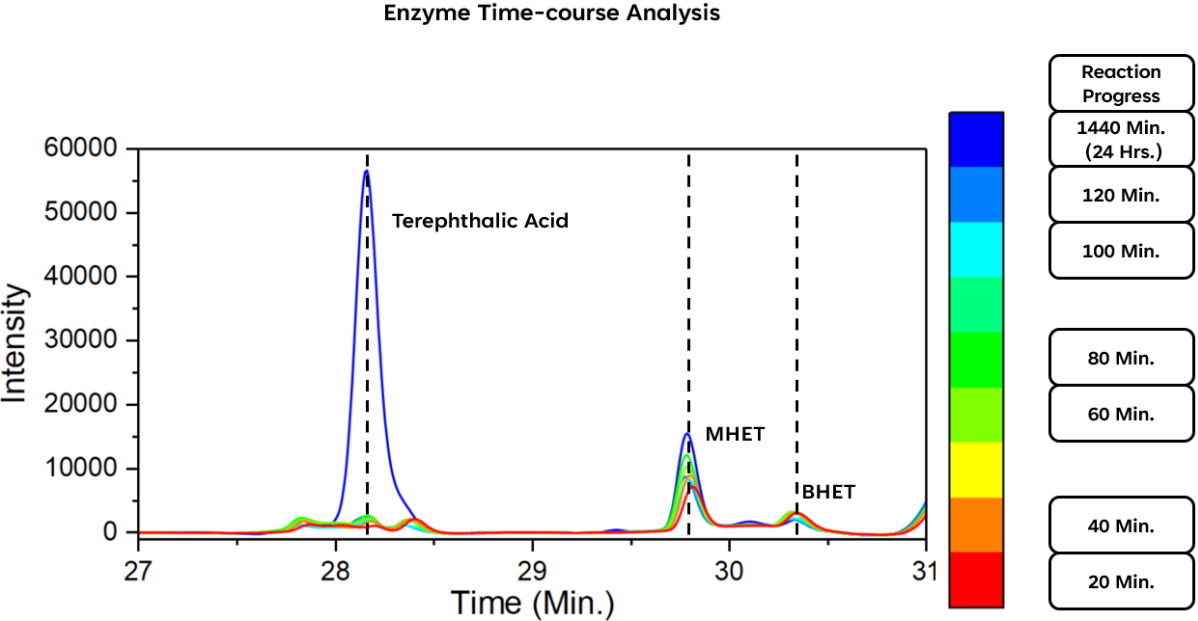 Enzyme Time-course Analysis
Reaction
Progress
1440 Min.
(24 Hrs.)
120 Min.
100 Min.
80 Min.
60 Min.
40 Min.
20 Min.
60000
50000
40000
30000
20000
10000
0
Intensity
Terephthalic Acid
MHET
BHET
27
28
29
30
31
Time (Min.)